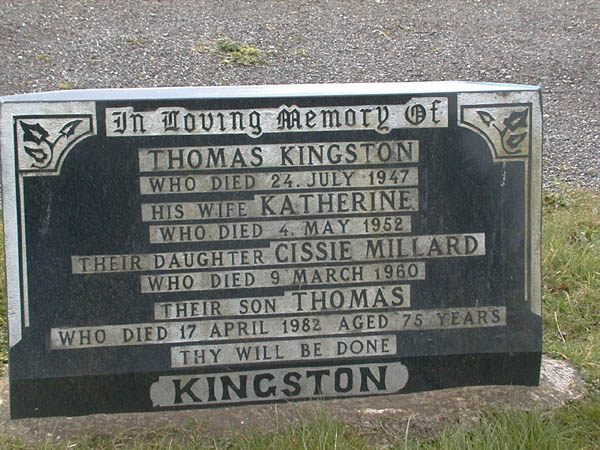 In Loving Memory Of
THOMAS KINGSTON
WHO DIED 24. JULY 1947
HIS WIFE KATHERINE
WHO DIED 4. MAY 1952
THEIR DAUGHTER CISSIE MILLARD
WHO DIED 9 MARCH 1960
THEIR SON THOMAS
WHO DIED 17 APRIL 1982 AGED 75 YEARS
THY WILL BE DONE
KINGSTON